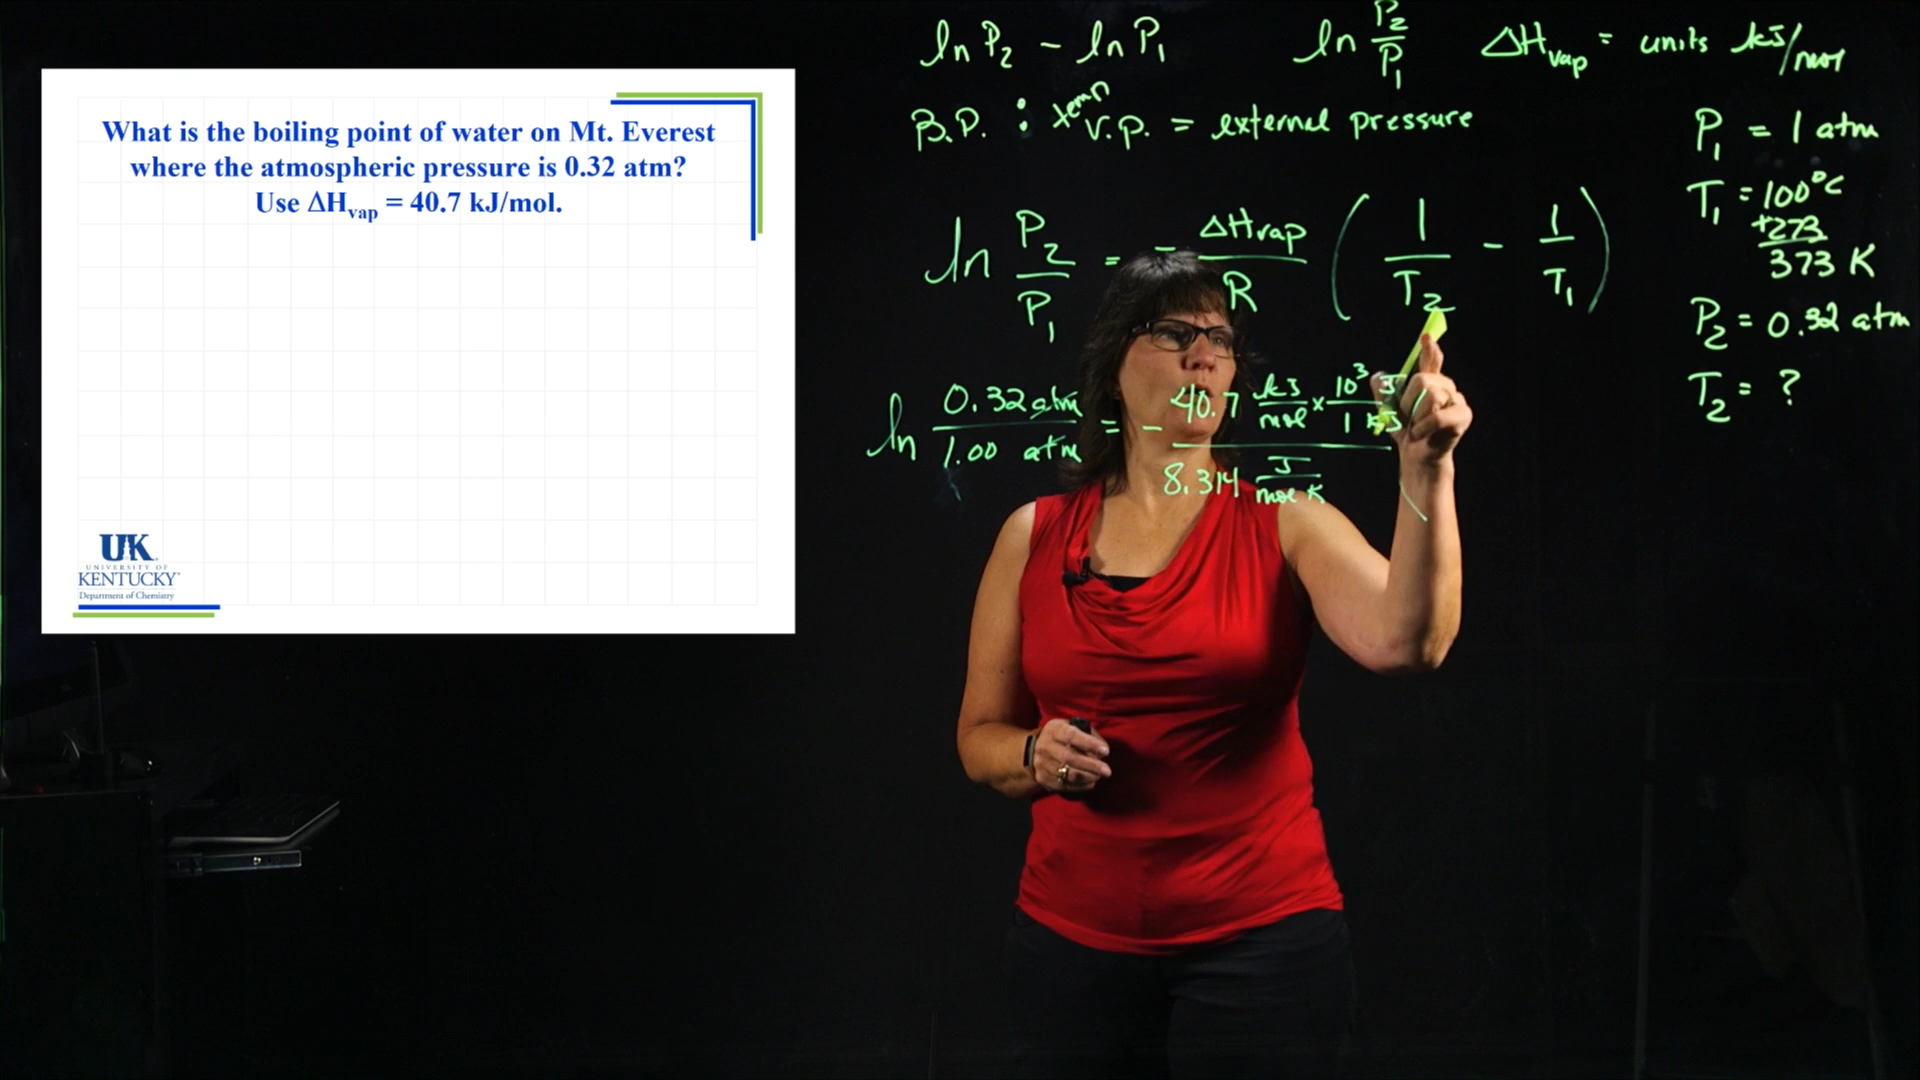 What is the boiling point of water on Mt. Everest
where the atmospheric pressure is 0.32 atm?
Use ΔHvap = 40.7 kJ/mol.
UK
UNIVERSITY OF
KENTUCKY
Department of Chemistry
ln P2 - ln P1
ln P2/P1
ΔHvap = units kJ/mol
B.P. : temp V.P. = external pressure
P1 = 1 atm
T1 = 100°C
+273
373 K
P2 = 0.32 atm
T2 = ?
ln P2/P1 = - ΔHvap/R (1/T2 - 1/T1)
ln 0.32 atm/1.00 atm = - 40.7 kJ/mol x 10³ J/1 kJ
8.314 J/mol K